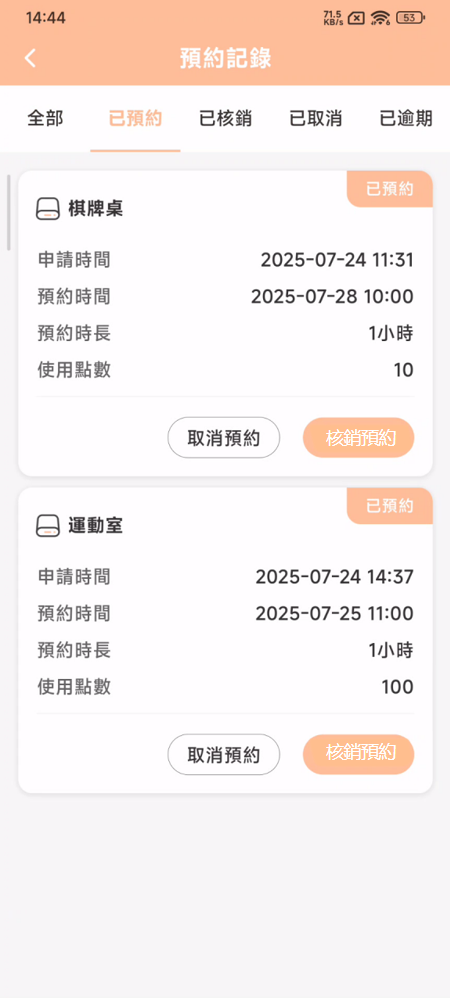 14:44 71.5 KB/s 6 53
預約記錄
全部 已預約 已核銷 已取消 已逾期
已預約
棋牌桌
申請時間 2025-07-24 11:31
預約時間 2025-07-28 10:00
預約時長 1小時
使用點數 10
取消預約 核銷預約
已預約
運動室
申請時間 2025-07-24 14:37
預約時間 2025-07-25 11:00
預約時長 1小時
使用點數 100
取消預約 核銷預約